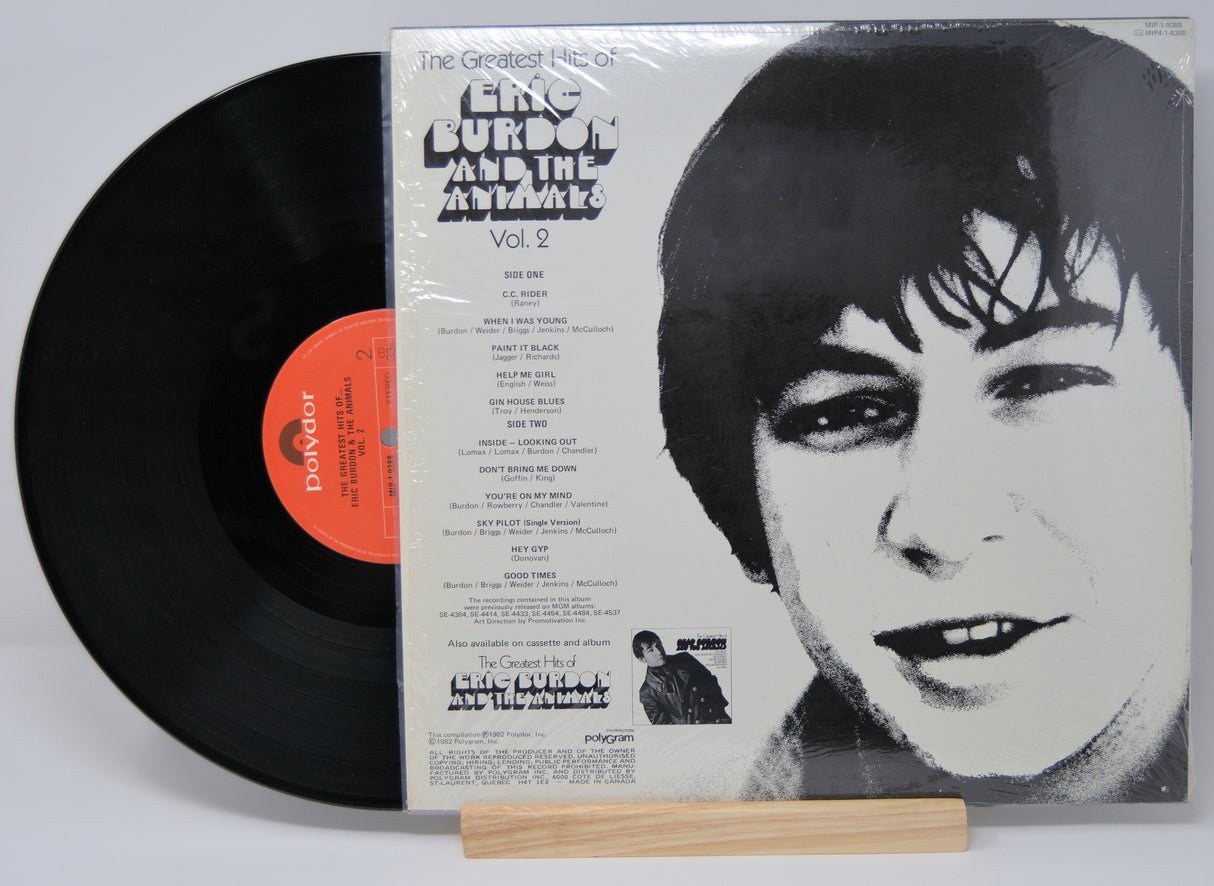 MIP-1-9388
MIP4-1-9388
The Greatest Hits of
ERIC
BURDON
AND THE
ANIMALS
Vol. 2
SIDE ONE
C.C. RIDER
(Raney)
WHEN I WAS YOUNG
(Burdon / Weider / Briggs / Jenkins / McCulloch)
PAINT IT BLACK
(Jagger / Richards)
HELP ME GIRL
(English / Weiss)
GIN HOUSE BLUES
(Troy / Henderson)
SIDE TWO
INSIDE – LOOKING OUT
(Lomax / Lomax / Burdon / Chandler)
DON'T BRING ME DOWN
(Goffin / King)
YOU'RE ON MY MIND
(Burdon / Rowberry / Chandler / Valentine)
SKY PILOT (Single Version)
(Burdon / Briggs / Weider / Jenkins / McCulloch)
HEY GYP
(Donovan)
GOOD TIMES
(Burdon / Briggs / Weider / Jenkins / McCulloch)
The recordings contained in this album
were previously released on MGM albums:
SE-4384, SE-4414, SE-4433, SE-4454, SE-4484, SE-4537
Art Direction by Promotivation Inc.
Also available on cassette and album
The Greatest Hits of
ERIC BURDON
AND THE ANIMALS
This compilation ℗ 1982 Polydor, Inc.
© 1982 Polygram, Inc.
DISTRIBUTION
polyGram
ALL RIGHTS OF THE PRODUCER AND OF THE OWNER
OF THE WORK REPRODUCED RESERVED. UNAUTHORISED
COPYING; HIRING; LENDING; PUBLIC PERFORMANCE AND
BROADCASTING OF THIS RECORD PROHIBITED. MANU-
FACTURED BY POLYGRAM INC. AND DISTRIBUTED BY
POLYGRAM DISTRIBUTION INC., 6000 COTE DE LIESSE,
ST-LAURENT, QUEBEC H4T 1E3 — MADE IN CANADA
polydor
THE GREATEST HITS OF...
ERIC BURDON & THE ANIMALS
VOL. 2
2
STEREO
MIP-1-9388